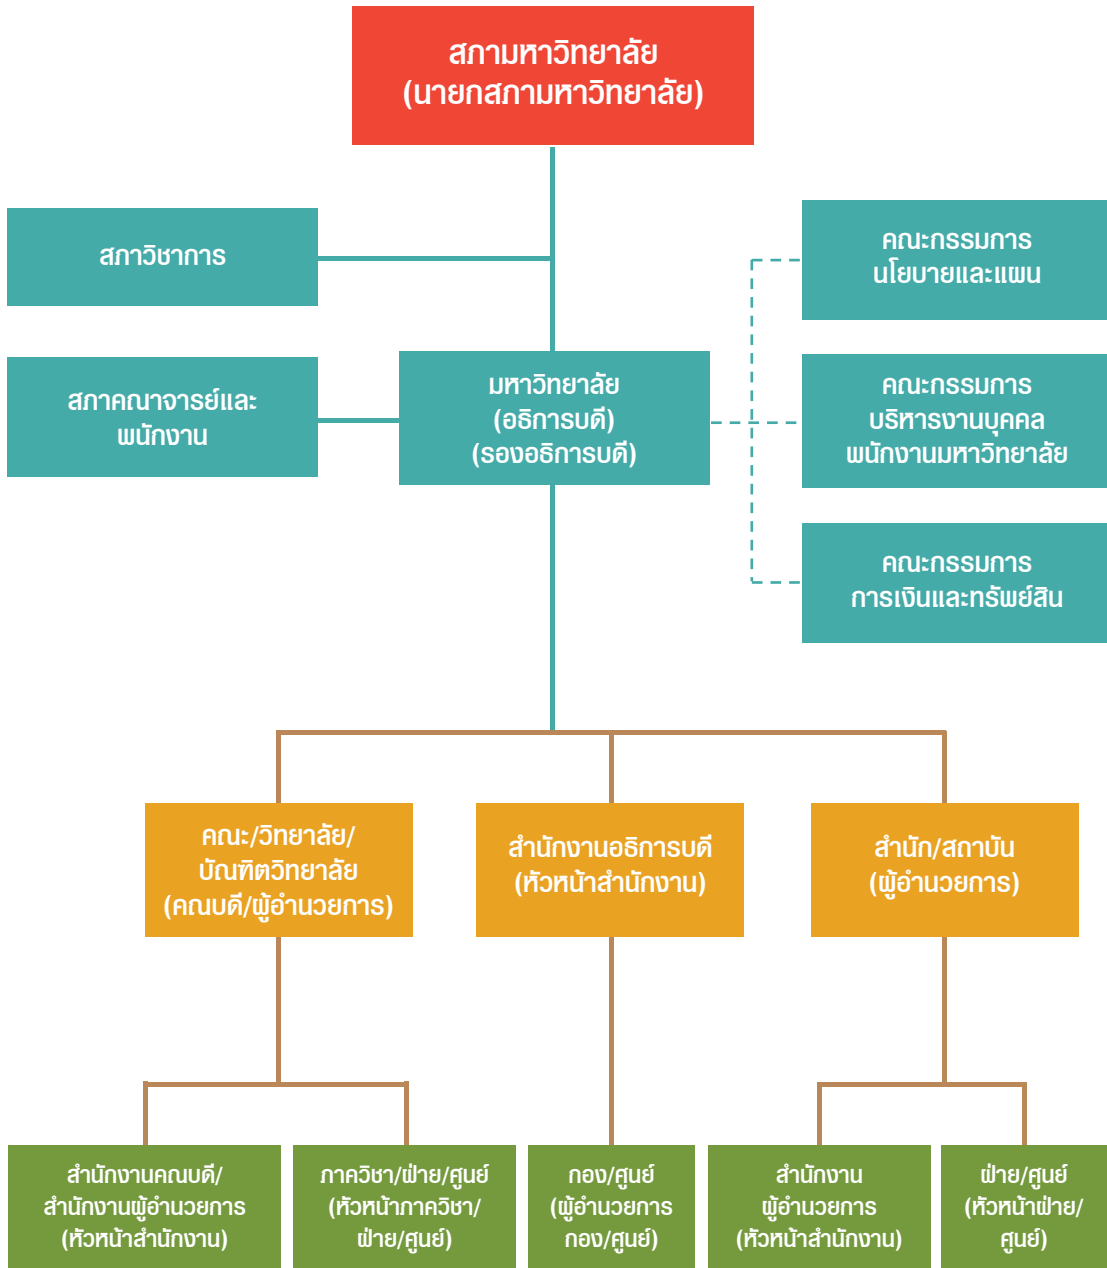 สภามหาวิทยาลัย
(นายกสภามหาวิทยาลัย)
สภาวิชาการ
คณะกรรมการ
นโยบายและแผน
สภาคณาจารย์และ
พนักงาน
มหาวิทยาลัย
(อธิการบดี)
(รองอธิการบดี)
คณะกรรมการ
บริหารงานบุคคล
พนักงานมหาวิทยาลัย
คณะกรรมการ
การเงินและทรัพย์สิน
คณะ/วิทยาลัย/
บัณฑิตวิทยาลัย
(คณบดี/ผู้อำนวยการ)
สำนักงานอธิการบดี
(หัวหน้าสำนักงาน)
สำนัก/สถาบัน
(ผู้อำนวยการ)
สำนักงานคณบดี/
สำนักงานผู้อำนวยการ
(หัวหน้าสำนักงาน)
ภาควิชา/ฝ่าย/ศูนย์
(หัวหน้าภาควิชา/
ฝ่าย/ศูนย์)
กอง/ศูนย์
(ผู้อำนวยการ
กอง/ศูนย์)
สำนักงาน
ผู้อำนวยการ
(หัวหน้าสำนักงาน)
ฝ่าย/ศูนย์
(หัวหน้าฝ่าย/
ศูนย์)